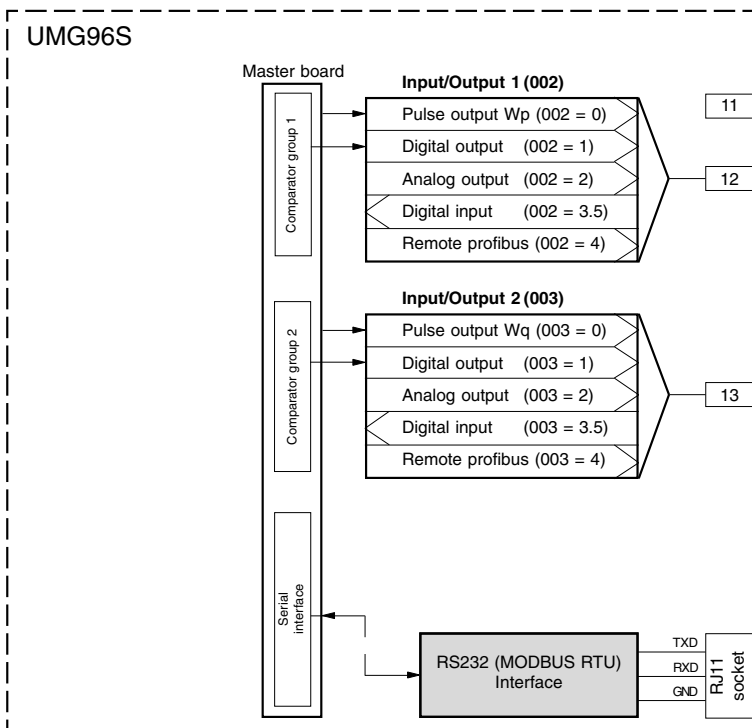 UMG96S
Master board
Comparator group 1
Input/Output 1 (002)
Pulse output Wp (002 = 0)
Digital output (002 = 1)
Analog output (002 = 2)
Digital input (002 = 3.5)
Remote profibus (002 = 4)
11
12
Comparator group 2
Input/Output 2 (003)
Pulse output Wq (003 = 0)
Digital output (003 = 1)
Analog output (003 = 2)
Digital input (003 = 3.5)
Remote profibus (003 = 4)
13
Serial
interface
RS232 (MODBUS RTU)
Interface
TXD
RXD
GND
RJ11
socket